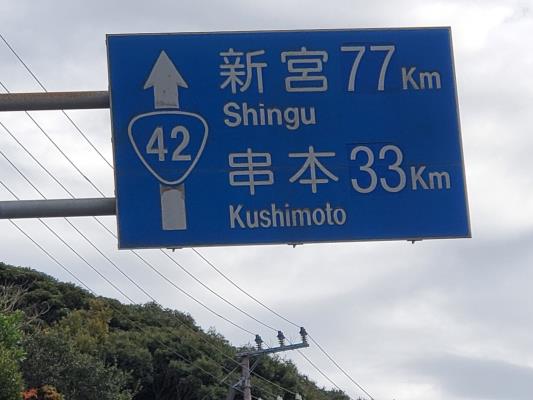 新宮 77 Km
Shingu
42
串本 33 Km
Kushimoto